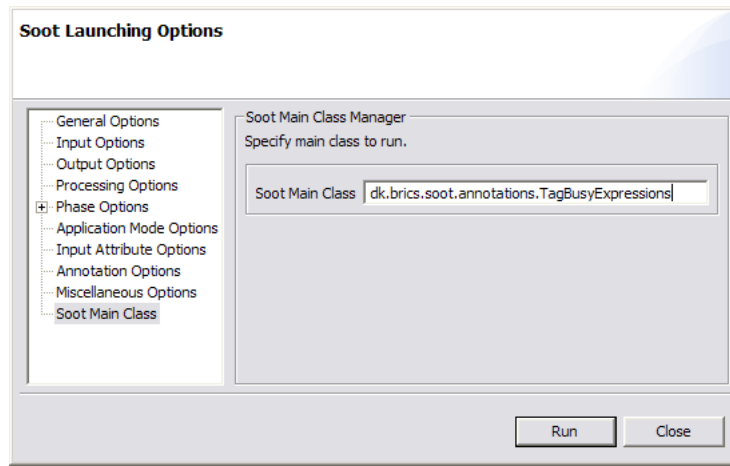 Soot Launching Options
General Options
Input Options
Output Options
Processing Options
Phase Options
Application Mode Options
Input Attribute Options
Annotation Options
Miscellaneous Options
Soot Main Class
Soot Main Class Manager
Specify main class to run.
Soot Main Class dk.brics.soot.annotations.TagBusyExpressions
Run Close